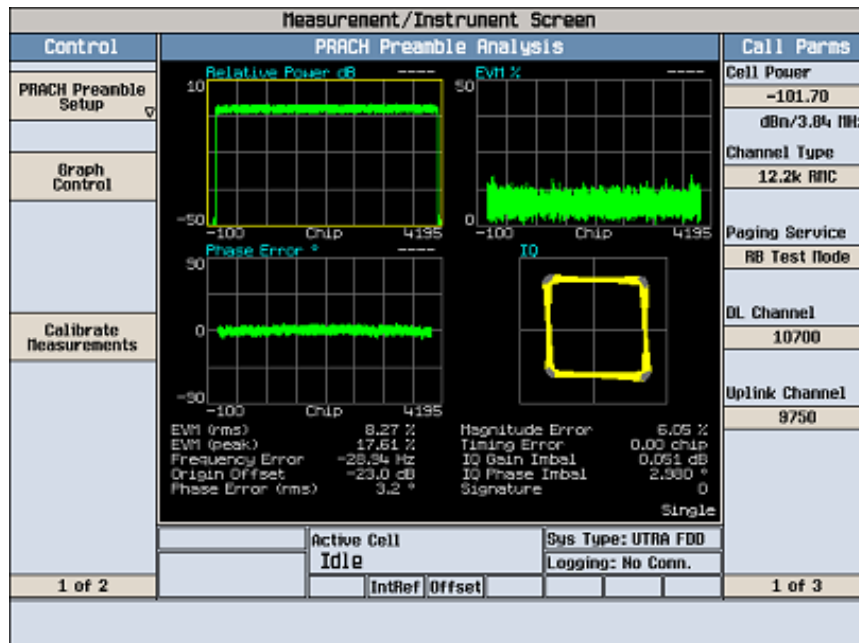 Measurement/Instrument Screen
Control
PRACH Preamble Analysis
Call Parms
PRACH Preamble
Setup
Graph
Control
Calibrate
Measurements
1 of 2
Relative Power dB ----
10
-50
-100 Chip 4195
EVM % ----
50
0
-100 Chip 4195
Phase Error ° ----
90
0
-90
-100 Chip 4195
IQ
EVM (rms) 8.27 %
EVM (peak) 17.61 %
Frequency Error -28.94 Hz
Origin Offset -23.0 dB
Phase Error (rms) 3.2 °
Magnitude Error 6.05 %
Timing Error 0.00 chip
IQ Gain Imbal 0.051 dB
IQ Phase Imbal 2.980 °
Signature 0
Single
Active Cell
Idle
Sys Type: UTRA FDD
Logging: No Conn.
IntRef Offset
Cell Power
-101.70
dBm/3.84 MHz
Channel Type
12.2k RMC
Paging Service
RB Test Mode
DL Channel
10700
Uplink Channel
9750
1 of 3